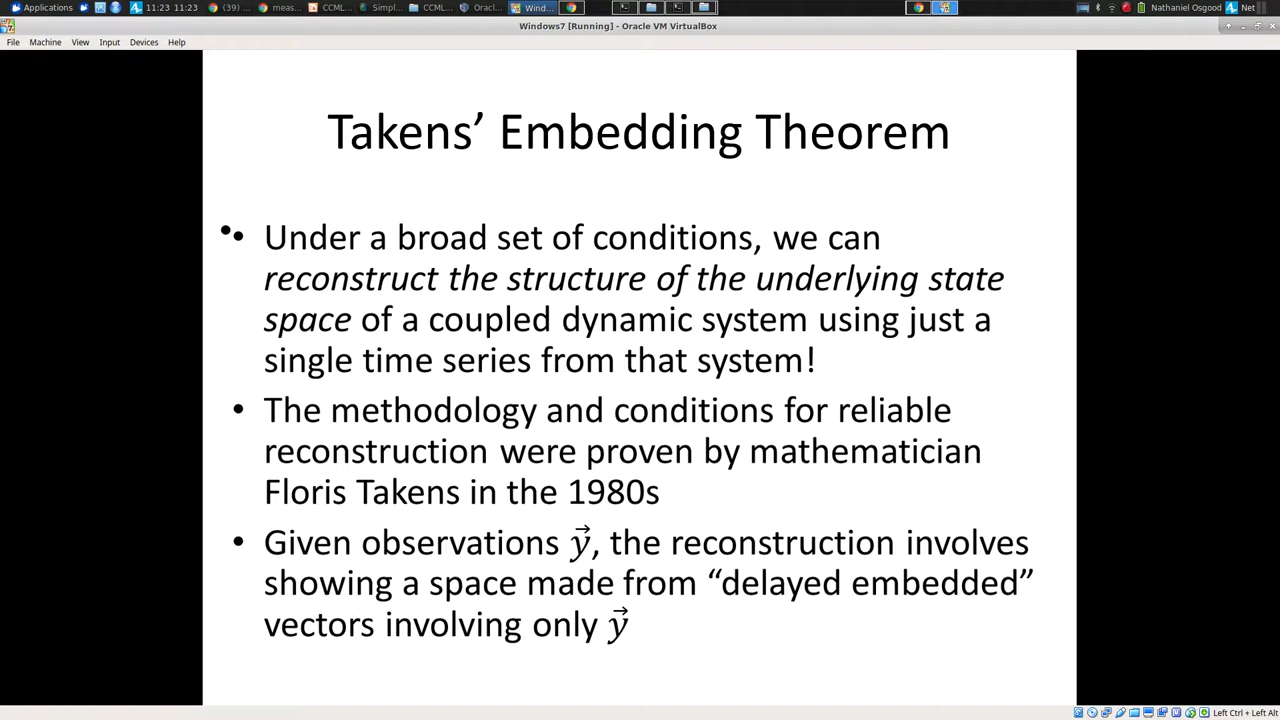 Applications 11:23 11:23 (39) ... meas... CCML... Simpl... CCML... Oracl... Wind... Nathaniel Osgood Net
Windows7 [Running] - Oracle VM VirtualBox
File Machine View Input Devices Help
Takens’ Embedding Theorem
• Under a broad set of conditions, we can
reconstruct the structure of the underlying state
space of a coupled dynamic system using just a
single time series from that system!
• The methodology and conditions for reliable
reconstruction were proven by mathematician
Floris Takens in the 1980s
• Given observations y⃗, the reconstruction involves
showing a space made from “delayed embedded”
vectors involving only y⃗
Left Ctrl + Left Alt